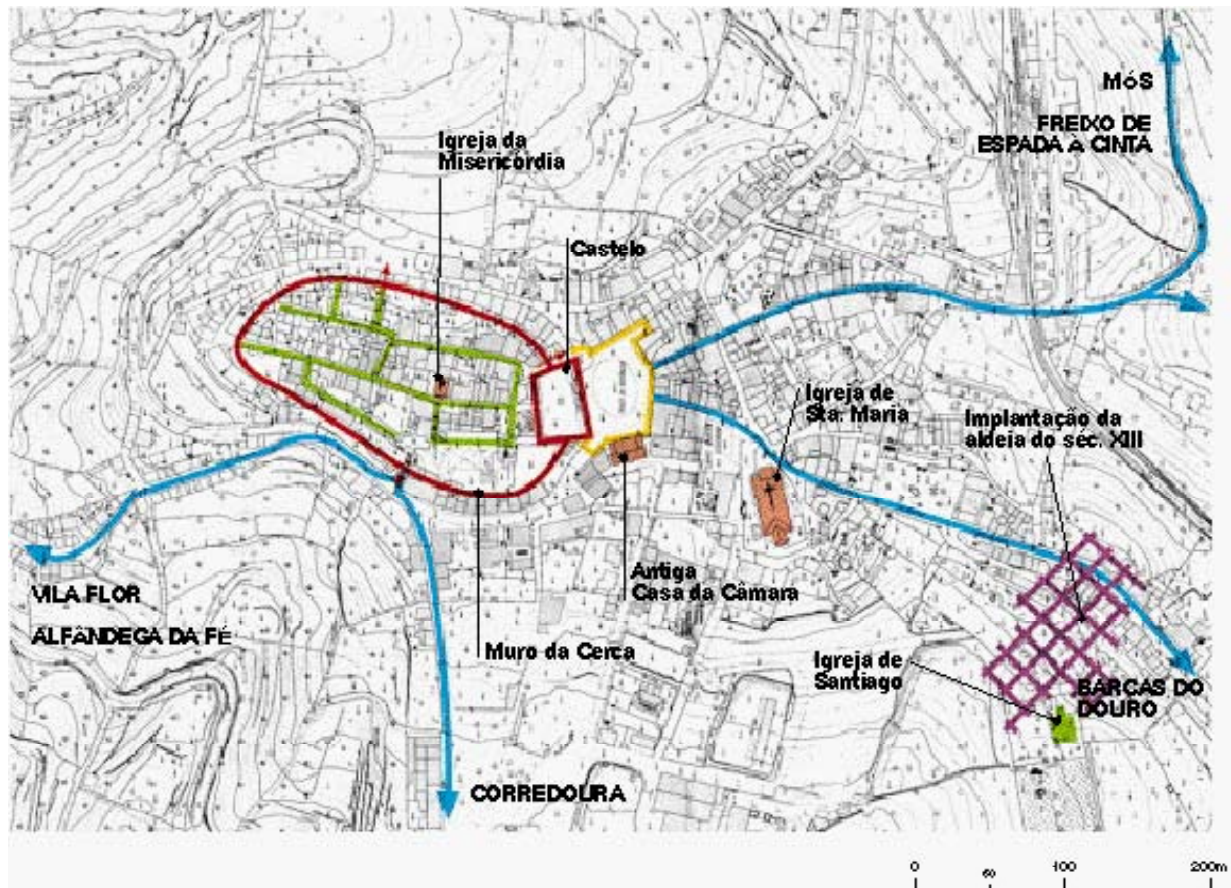 MóS
FREIXO DE
ESPADA A CINTA
Igreja da
Misericórdia
Castelo
Igreja de
Sta. Maria
Implantação da
aldeia do séc. XIII
VILA FLOR
ALFÂNDEGA DA FÉ
Antiga
Casa da Câmara
Muro da Cerca
Igreja de
Santiago
BARCAS DO
DOURO
CORREDOURA
0 50 100 200m